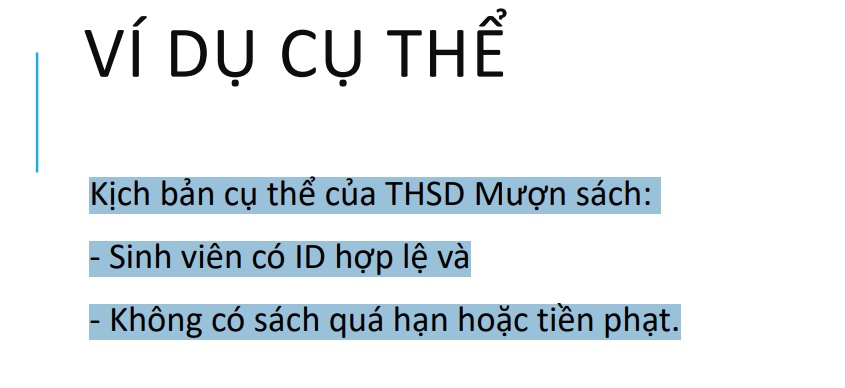 VÍ DỤ CỤ THỂ
Kịch bản cụ thể của THSD Mượn sách:
- Sinh viên có ID hợp lệ và
- Không có sách quá hạn hoặc tiền phạt.